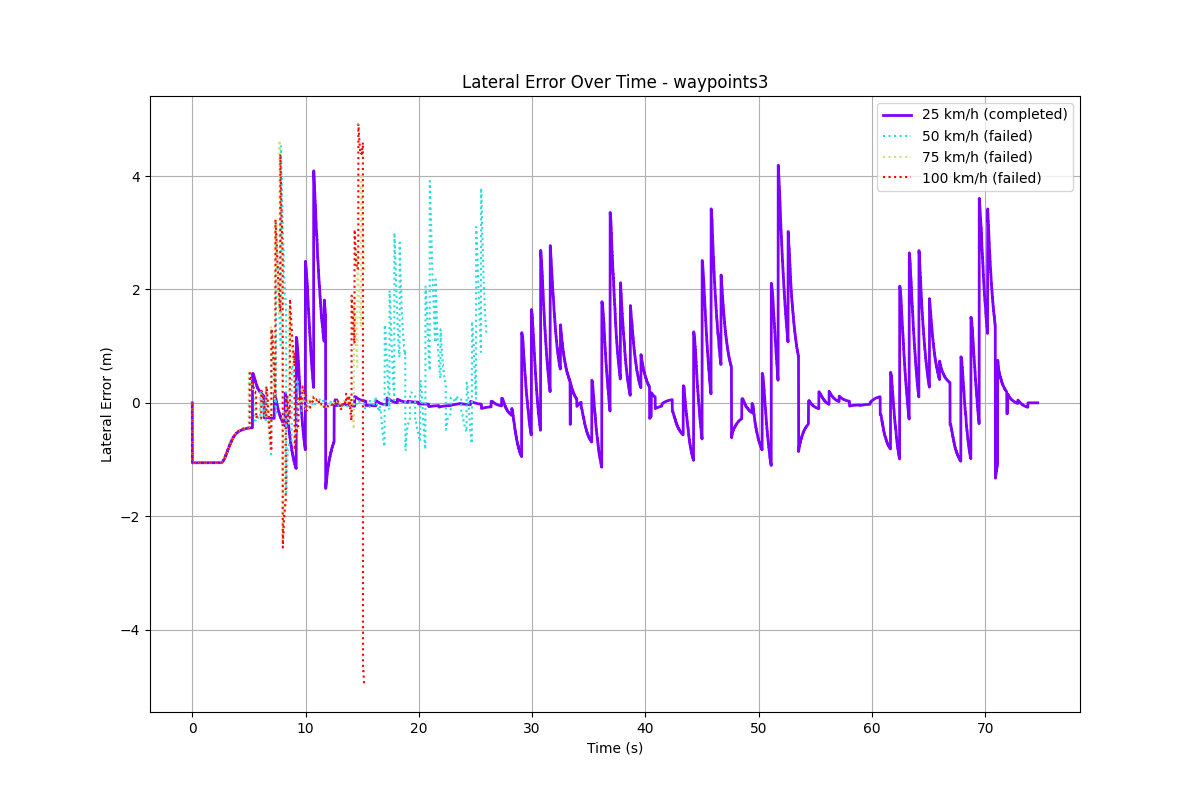 Lateral Error Over Time - waypoints3
25 km/h (completed)
50 km/h (failed)
75 km/h (failed)
100 km/h (failed)
Lateral Error (m)
4
2
0
−2
−4
0 10 20 30 40 50 60 70
Time (s)